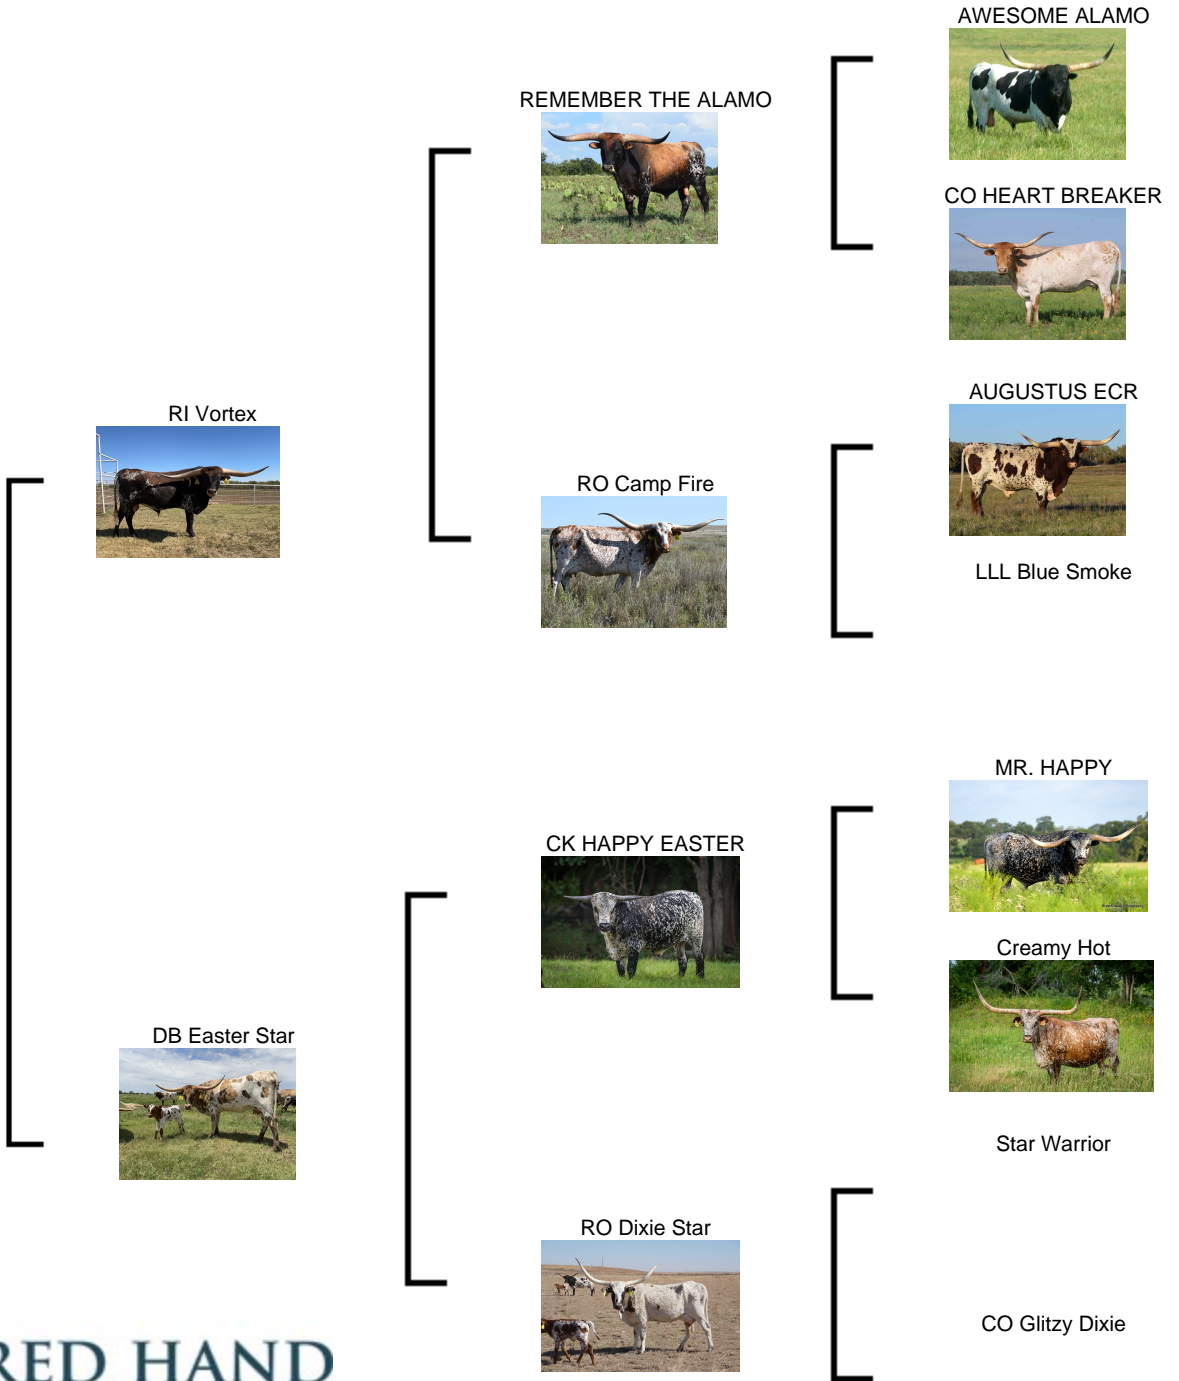 AWESOME ALAMO
REMEMBER THE ALAMO
CO HEART BREAKER
AUGUSTUS ECR
RI Vortex
RO Camp Fire
LLL Blue Smoke
MR. HAPPY
CK HAPPY EASTER
Creamy Hot
DB Easter Star
Star Warrior
RO Dixie Star
CO Glitzy Dixie
RED HAND